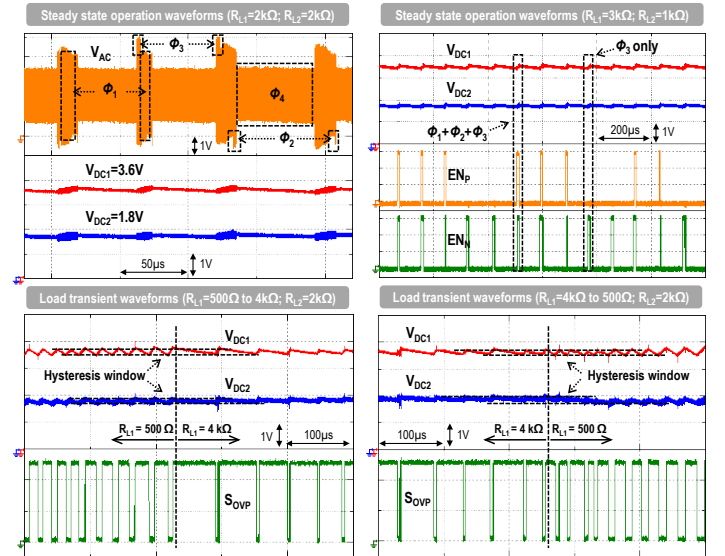 Steady state operation waveforms (RL1=2kΩ; RL2=2kΩ)
VAC
ϕ3
ϕ1
ϕ4
ϕ2
1V
VDC1=3.6V
VDC2=1.8V
50µs
1V
Steady state operation waveforms (RL1=3kΩ; RL2=1kΩ)
VDC1
ϕ3 only
VDC2
ϕ1+ϕ2+ϕ3
200µs
1V
ENP
ENN
Load transient waveforms (RL1=500Ω to 4kΩ; RL2=2kΩ)
VDC1
Hysteresis window
VDC2
RL1= 500 Ω
RL1= 4 kΩ
1V
100µs
SOVP
Load transient waveforms (RL1=4kΩ to 500Ω; RL2=2kΩ)
VDC1
Hysteresis window
VDC2
100µs
1V
RL1= 4 kΩ
RL1= 500 Ω
SOVP